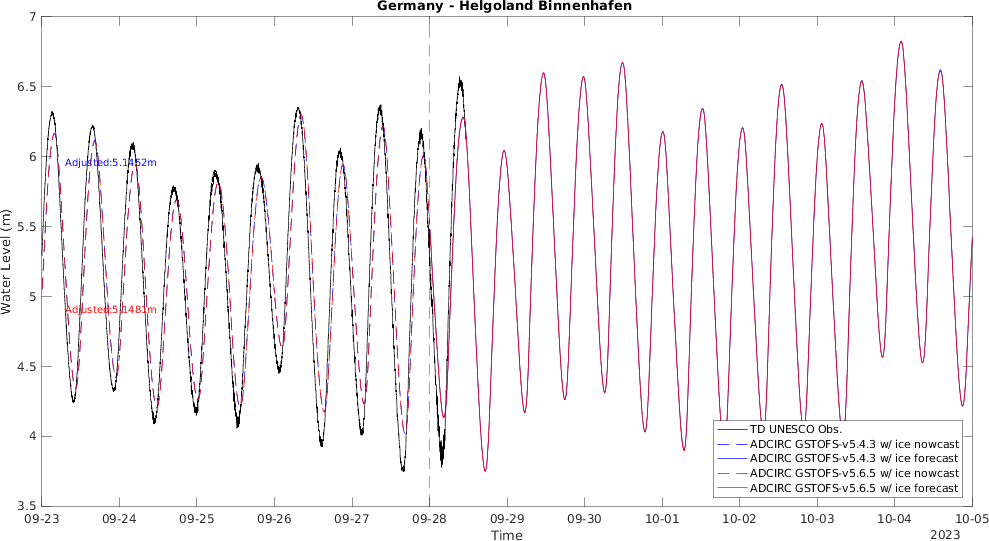 Germany - Helgoland Binnenhafen
7
6.5
6
5.5
5
4.5
4
3.5
Water Level (m)
Adjusted:5.1452m
Adjusted:5.1481m
TD UNESCO Obs.
ADCIRC GSTOFS-v5.4.3 w/ ice nowcast
ADCIRC GSTOFS-v5.4.3 w/ ice forecast
ADCIRC GSTOFS-v5.6.5 w/ ice nowcast
ADCIRC GSTOFS-v5.6.5 w/ ice forecast
09-23 09-24 09-25 09-26 09-27 09-28 09-29 09-30 10-01 10-02 10-03 10-04 10-05
Time
2023